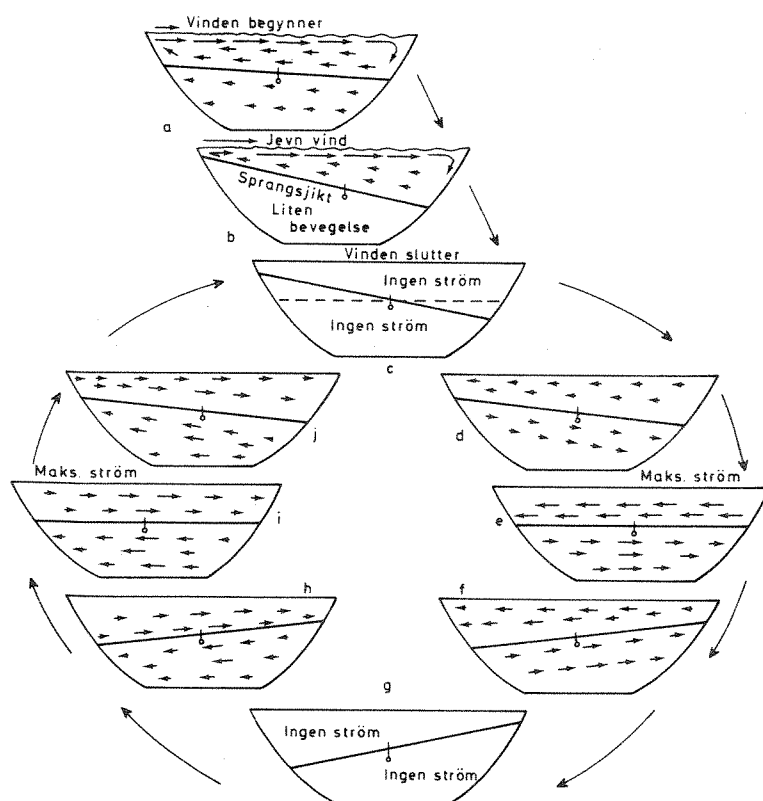 Vinden begynner
a
Jevn vind
Sprangsjikt
Liten
bevegelse
b
Vinden slutter
Ingen ström
Ingen ström
c
j
d
Maks. ström
Maks. ström
i
e
h
f
g
Ingen ström
Ingen ström